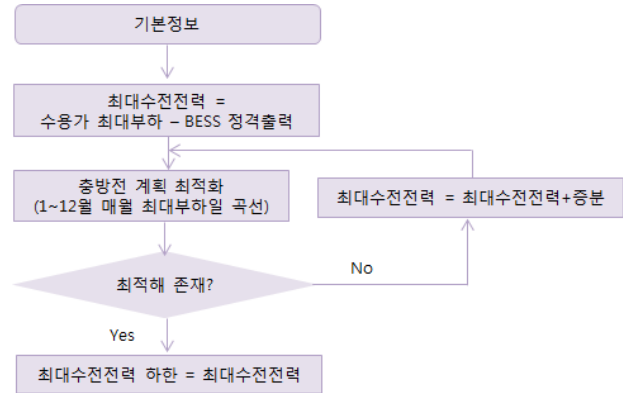 기본정보
최대수전전력 =
수용가 최대부하 – BESS 정격출력
충방전 계획 최적화
(1~12월 매월 최대부하일 곡선)
최대수전전력 = 최대수전전력+증분
최적해 존재?
No
Yes
최대수전전력 하한 = 최대수전전력